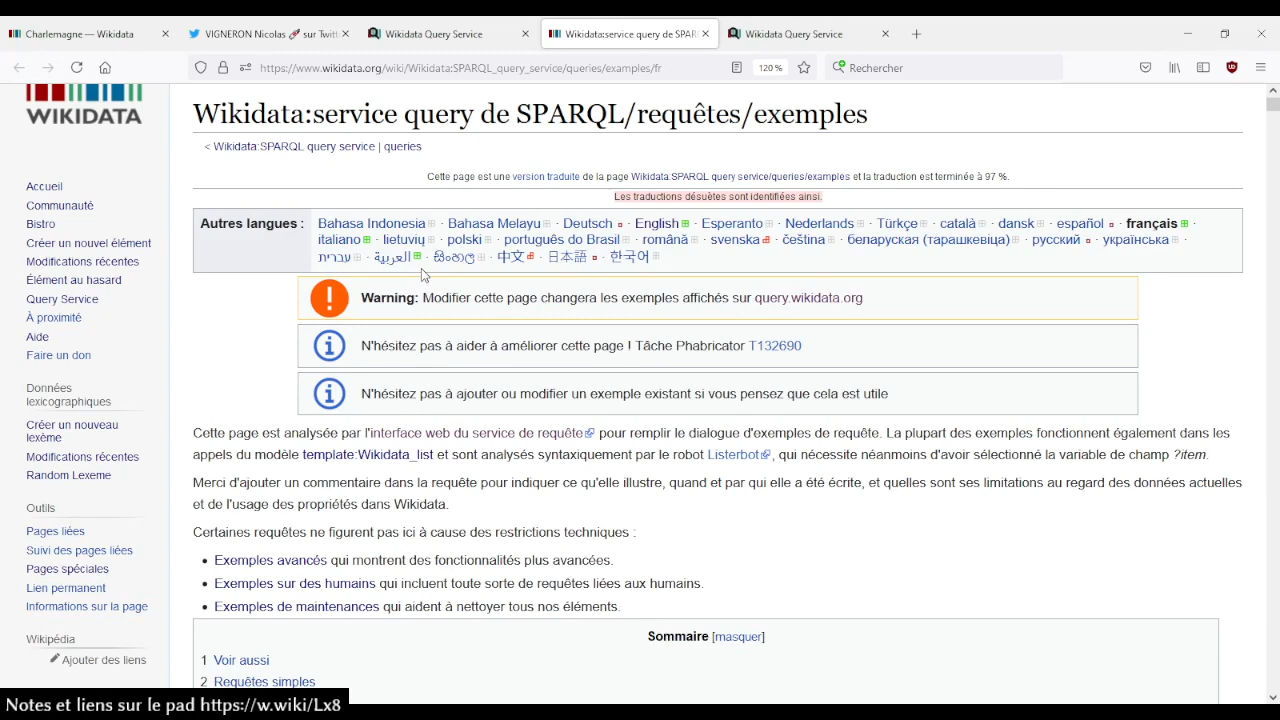 Charlemagne — Wikidata
VIGNERON Nicolas 🚀 sur Twitt
Wikidata Query Service
Wikidata:service query de SPAR
Wikidata Query Service
https://www.wikidata.org/wiki/Wikidata:SPARQL_query_service/queries/examples/fr
120 %
Rechercher
WIKIDATA
Accueil
Communauté
Bistro
Créer un nouvel élément
Modifications récentes
Élément au hasard
Query Service
À proximité
Aide
Faire un don
Données
lexicographiques
Créer un nouveau
lexème
Modifications récentes
Random Lexeme
Outils
Pages liées
Suivi des pages liées
Pages spéciales
Lien permanent
Informations sur la page
Wikipédia
Ajouter des liens
Wikidata:service query de SPARQL/requêtes/exemples
< Wikidata:SPARQL query service | queries
Cette page est une version traduite de la page Wikidata:SPARQL query service/queries/examples et la traduction est terminée à 97 %.
Les traductions désuètes sont identifiées ainsi.
Autres langues : Bahasa Indonesia · Bahasa Melayu · Deutsch · English · Esperanto · Nederlands · Türkçe · català · dansk · español · français ·
italiano · lietuvių · polski · português do Brasil · română · svenska · čeština · беларуская (тарашкевіца) · русский · українська ·
עברית · العربية · සිංහල · 中文 · 日本語 · 한국어
Warning: Modifier cette page changera les exemples affichés sur query.wikidata.org
N'hésitez pas à aider à améliorer cette page ! Tâche Phabricator T132690
N'hésitez pas à ajouter ou modifier un exemple existant si vous pensez que cela est utile
Cette page est analysée par l'interface web du service de requête pour remplir le dialogue d'exemples de requête. La plupart des exemples fonctionnent également dans les
appels du modèle template:Wikidata_list et sont analysés syntaxiquement par le robot Listerbot, qui nécessite néanmoins d'avoir sélectionné la variable de champ ?item.
Merci d'ajouter un commentaire dans la requête pour indiquer ce qu'elle illustre, quand et par qui elle a été écrite, et quelles sont ses limitations au regard des données actuelles
et de l'usage des propriétés dans Wikidata.
Certaines requêtes ne figurent pas ici à cause des restrictions techniques :
• Exemples avancés qui montrent des fonctionnalités plus avancées.
• Exemples sur des humains qui incluent toute sorte de requêtes liées aux humains.
• Exemples de maintenances qui aident à nettoyer tous nos éléments.
Sommaire [masquer]
1 Voir aussi
2 Requêtes simples
Notes et liens sur le pad https://w.wiki/Lx8